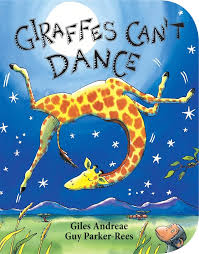 GIRAFFES CAN'T
DANCE
Giles Andreae
Guy Parker-Rees